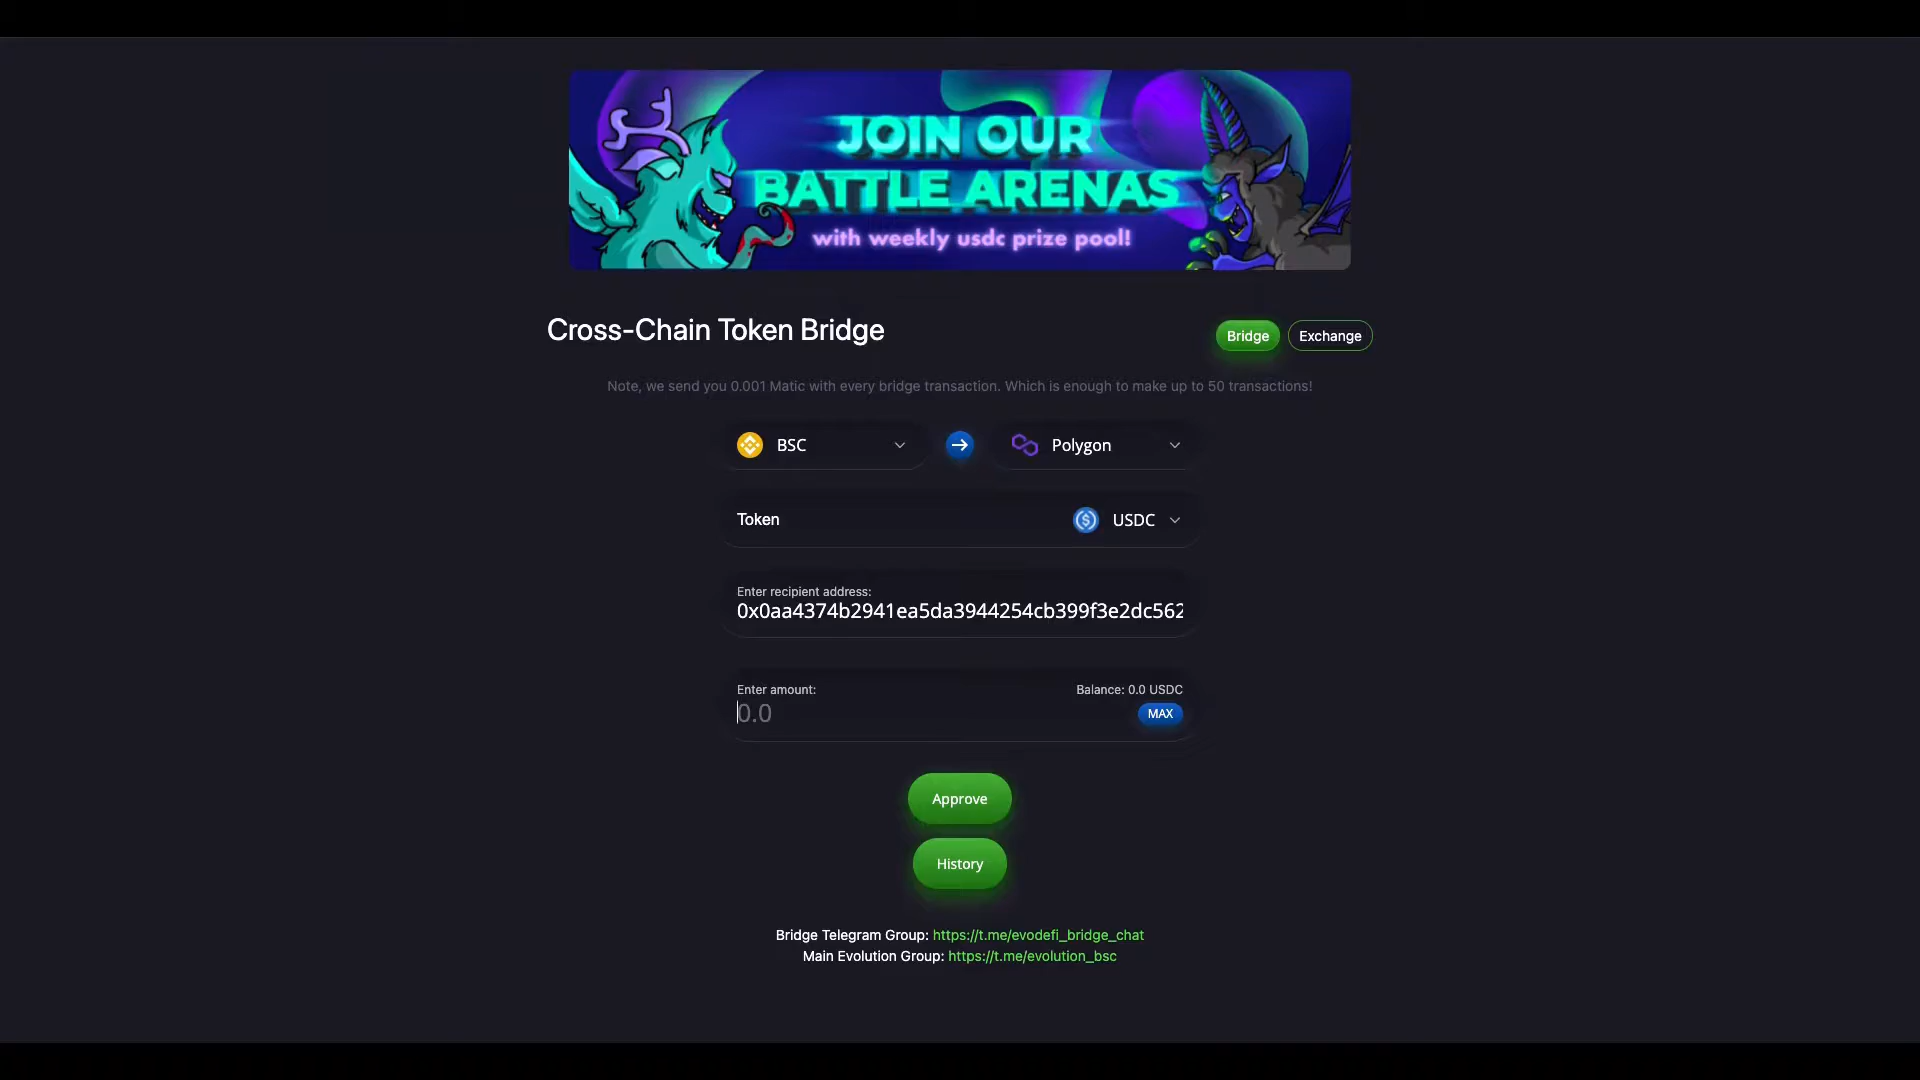 JOIN OUR
BATTLE ARENAS
with weekly usdc prize pool!
Cross-Chain Token Bridge
Bridge
Exchange
Note, we send you 0.001 Matic with every bridge transaction. Which is enough to make up to 50 transactions!
BSC
Polygon
Token
USDC
Enter recipient address:
0x0aa4374b2941ea5da3944254cb399f3e2dc562
Enter amount:
Balance: 0.0 USDC
0.0
MAX
Approve
History
Bridge Telegram Group: https://t.me/evodefi_bridge_chat
Main Evolution Group: https://t.me/evolution_bsc